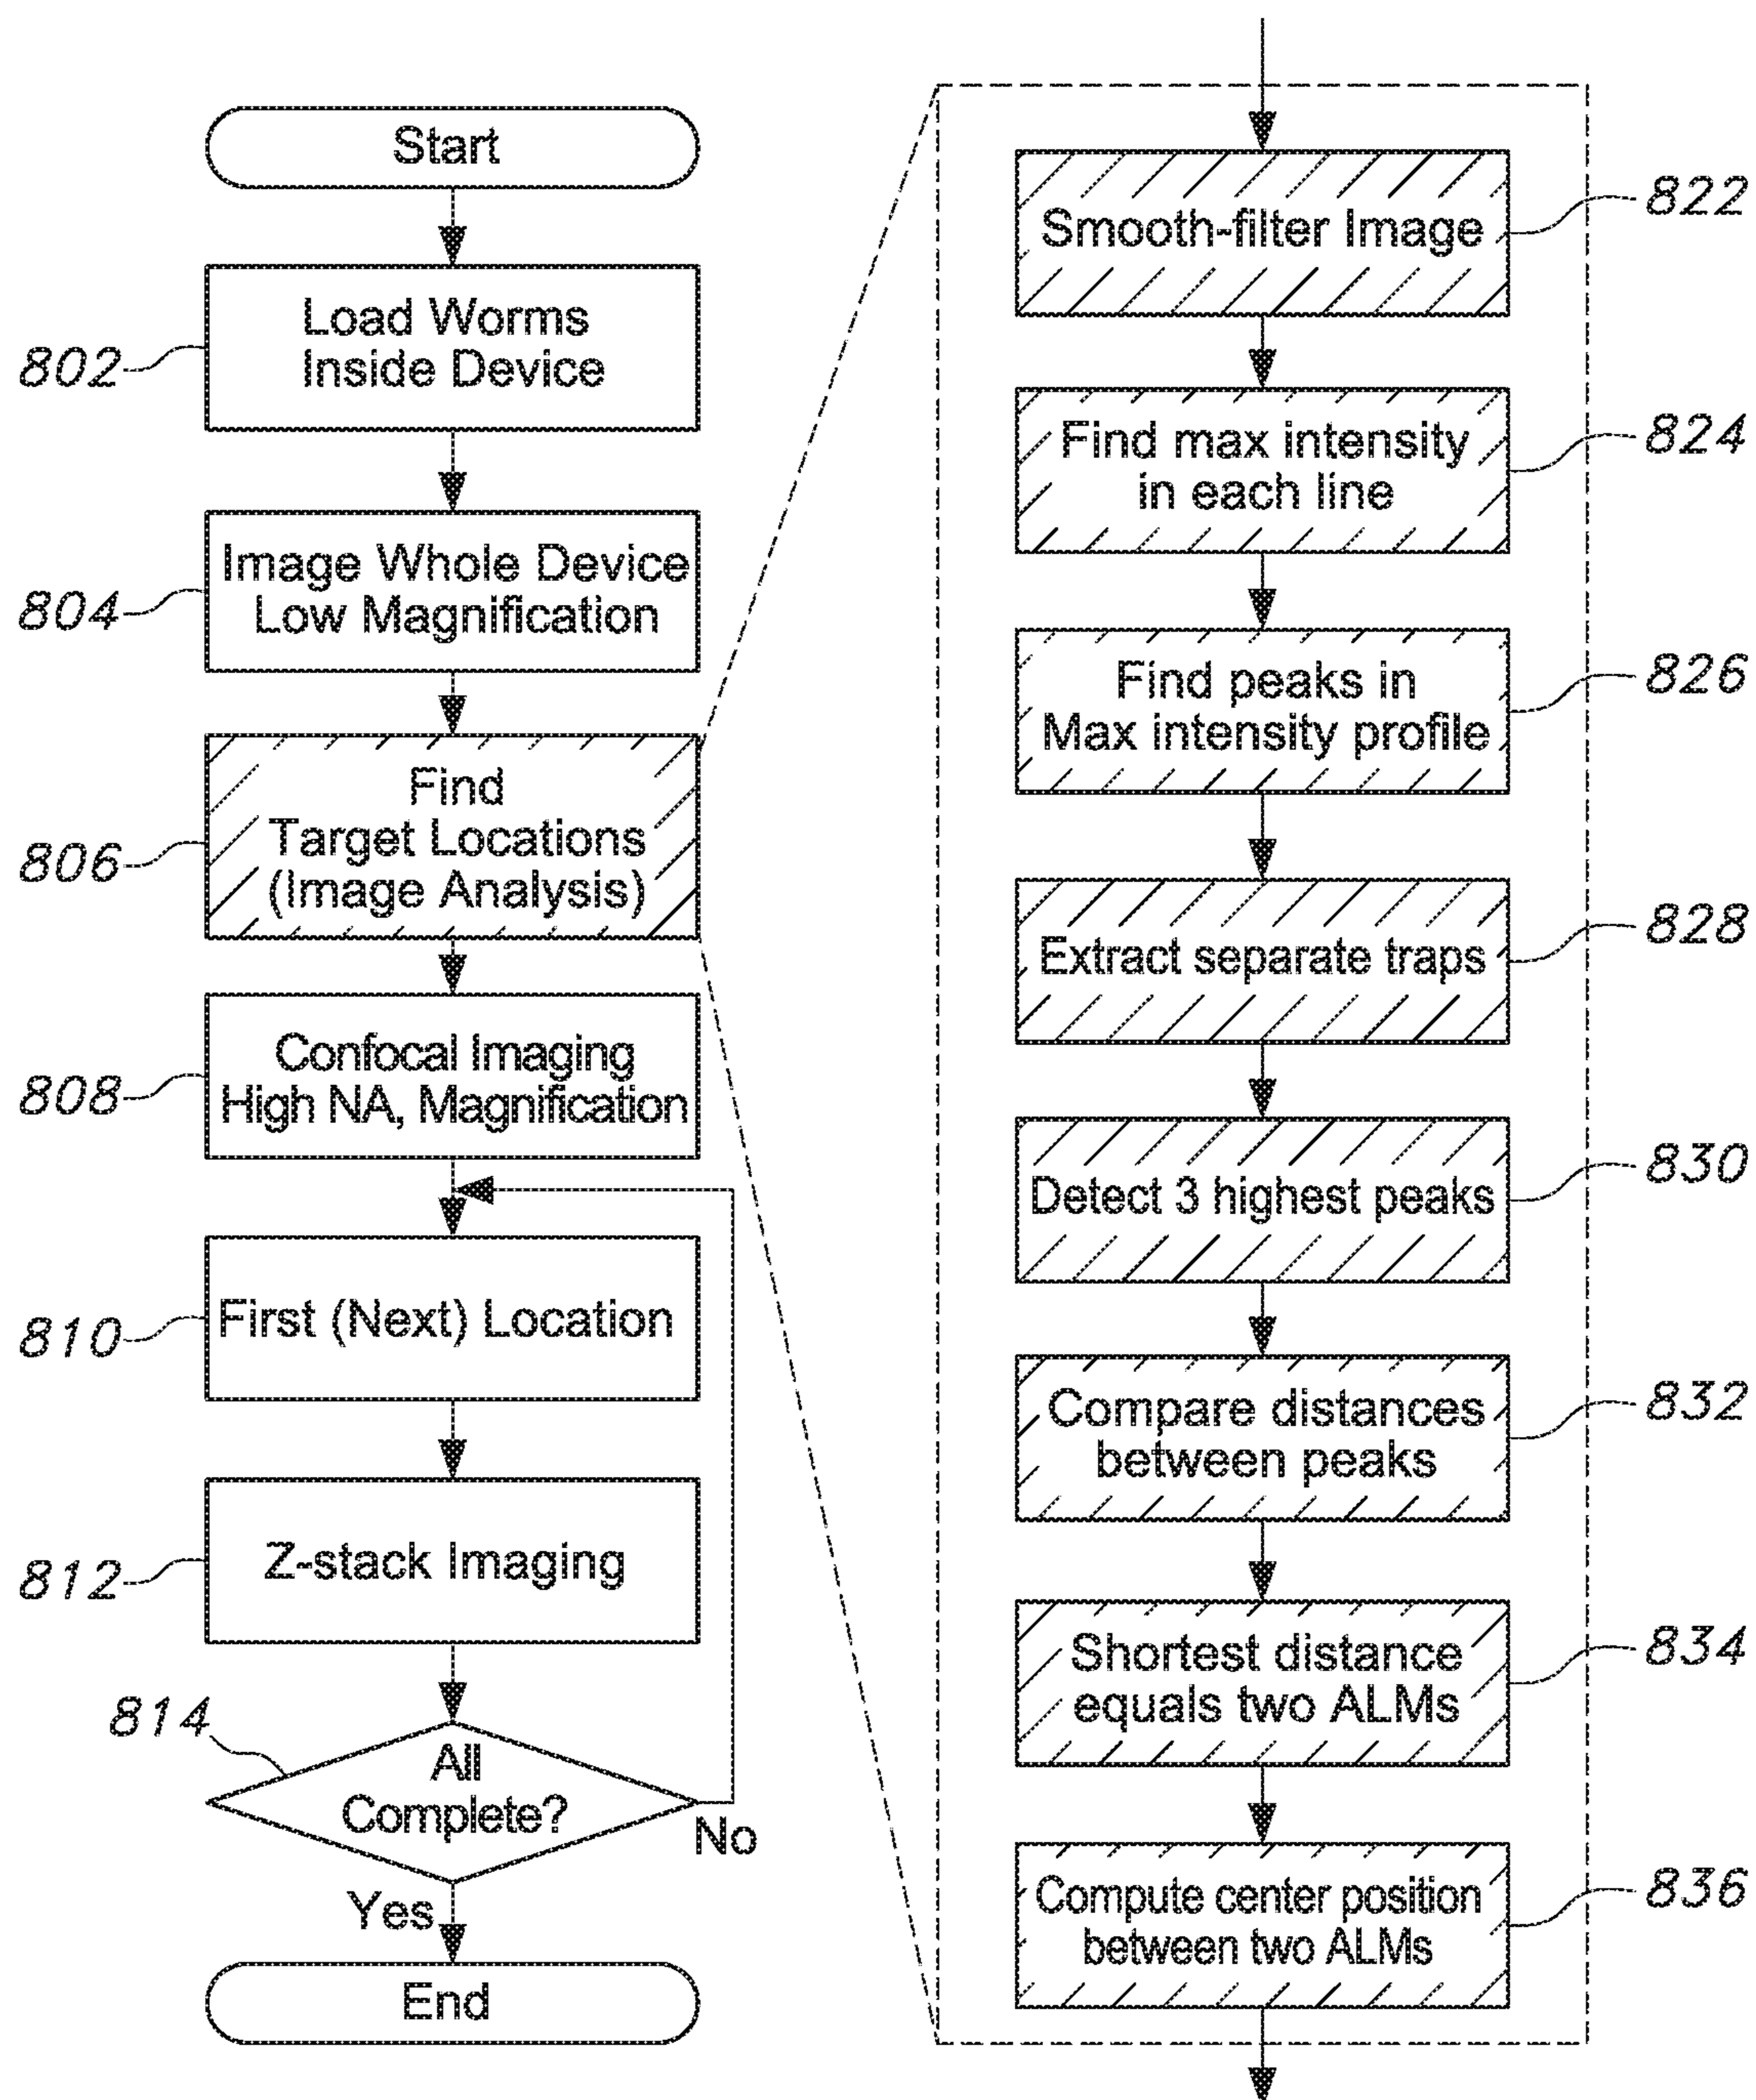 Start
802
Load Worms
Inside Device
804
Image Whole Device
Low Magnification
806
Find
Target Locations
(Image Analysis)
808
Confocal Imaging
High NA, Magnification
810
First (Next) Location
812
Z-stack Imaging
814
All
Complete?
No
Yes
End
Smooth-filter Image
822
Find max intensity
in each line
824
Find peaks in
Max intensity profile
826
Extract separate traps
828
Detect 3 highest peaks
830
Compare distances
between peaks
832
Shortest distance
equals two ALMs
834
Compute center position
between two ALMs
836